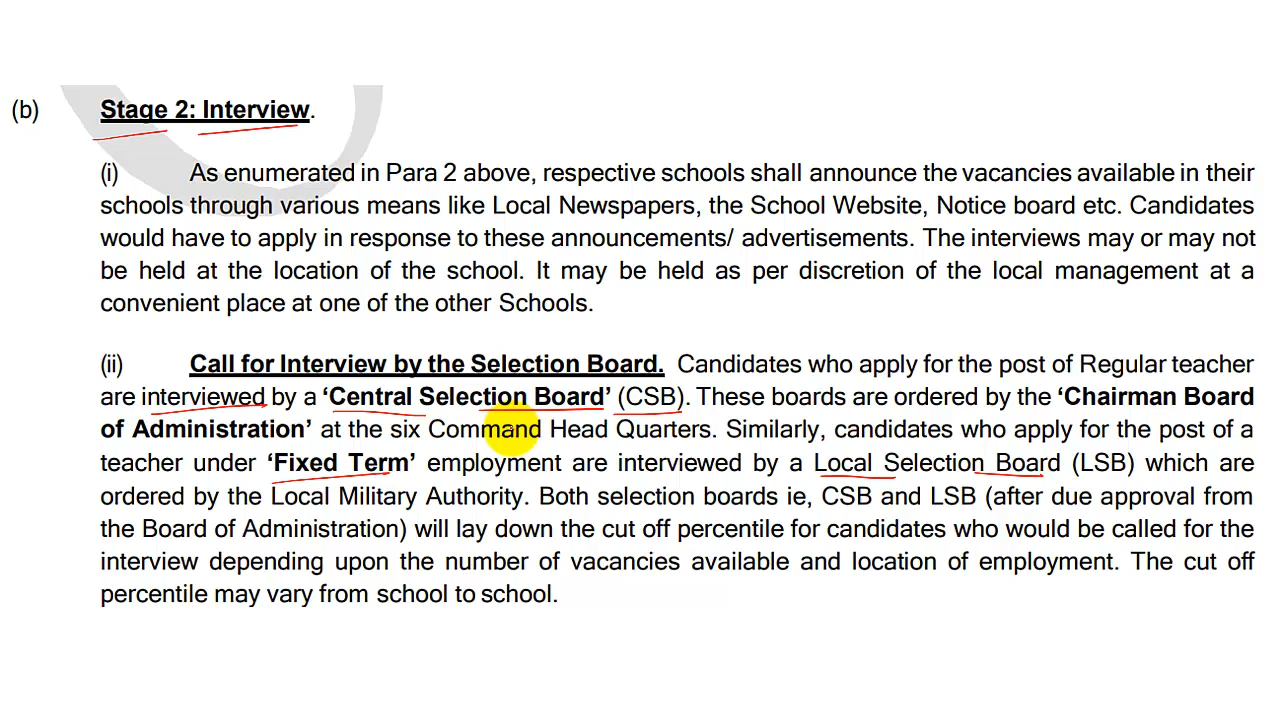 (b) Stage 2: Interview.
(i) As enumerated in Para 2 above, respective schools shall announce the vacancies available in their
schools through various means like Local Newspapers, the School Website, Notice board etc. Candidates
would have to apply in response to these announcements/ advertisements. The interviews may or may not
be held at the location of the school. It may be held as per discretion of the local management at a
convenient place at one of the other Schools.
(ii) Call for Interview by the Selection Board. Candidates who apply for the post of Regular teacher
are interviewed by a ‘Central Selection Board’ (CSB). These boards are ordered by the ‘Chairman Board
of Administration’ at the six Command Head Quarters. Similarly, candidates who apply for the post of a
teacher under ‘Fixed Term’ employment are interviewed by a Local Selection Board (LSB) which are
ordered by the Local Military Authority. Both selection boards ie, CSB and LSB (after due approval from
the Board of Administration) will lay down the cut off percentile for candidates who would be called for the
interview depending upon the number of vacancies available and location of employment. The cut off
percentile may vary from school to school.